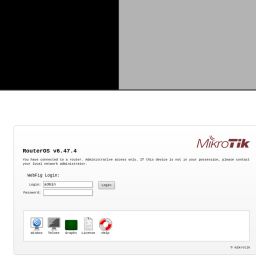 MikroTik
RouterOS v6.47.4
You have connected to a router. Administrative access only. If this device is not in your possession, please contact your local network administrator.
WebFig Login:
Login: admin Login
Password:
Winbox Telnet Graphs License Help
© mikrotik